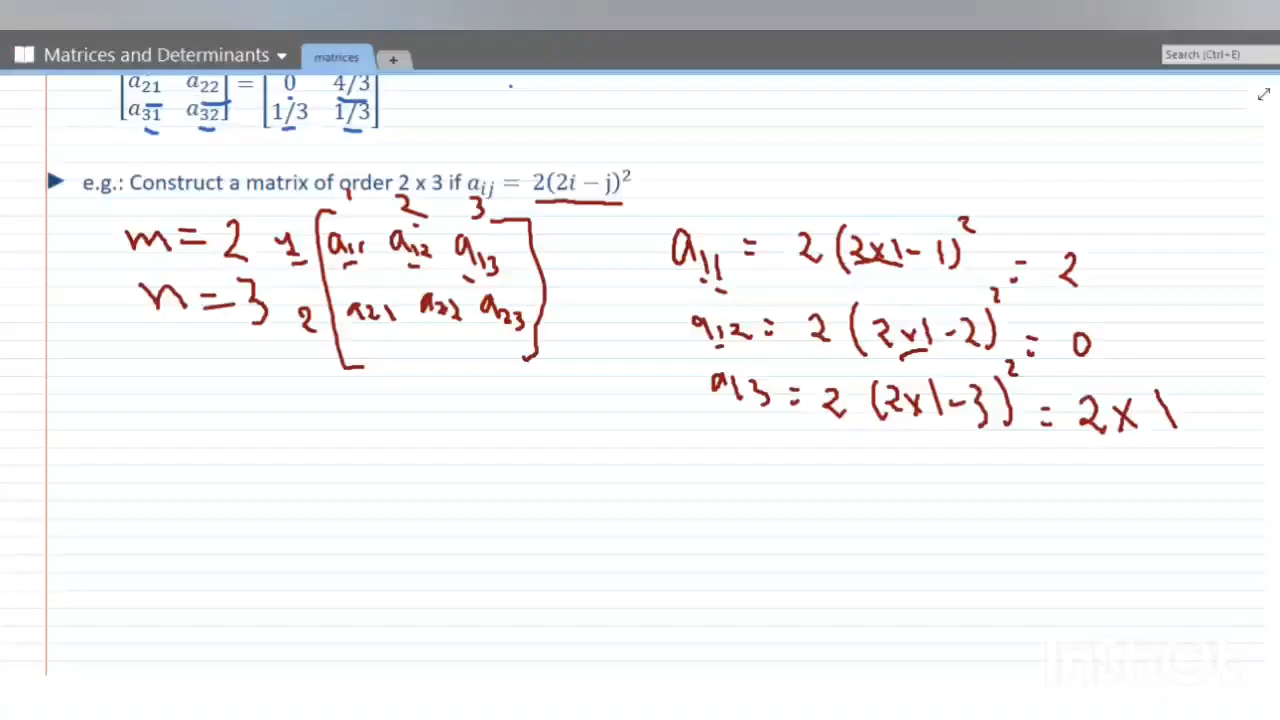 Matrices and Determinants
matrices
+
Search (Ctrl+E)
a21 a22 = 0 4/3
a31 a32 1/3 1/3
e.g.: Construct a matrix of order 2 x 3 if aij = 2(2i − j)²
1 2 3
m = 2 1 a11 a12 a13
n = 3 2 a21 a22 a23
a11 = 2 (2x1-1)² = 2
a12 = 2 (2x1-2)² = 0
a13 = 2 (2x1-3)² = 2 x 1